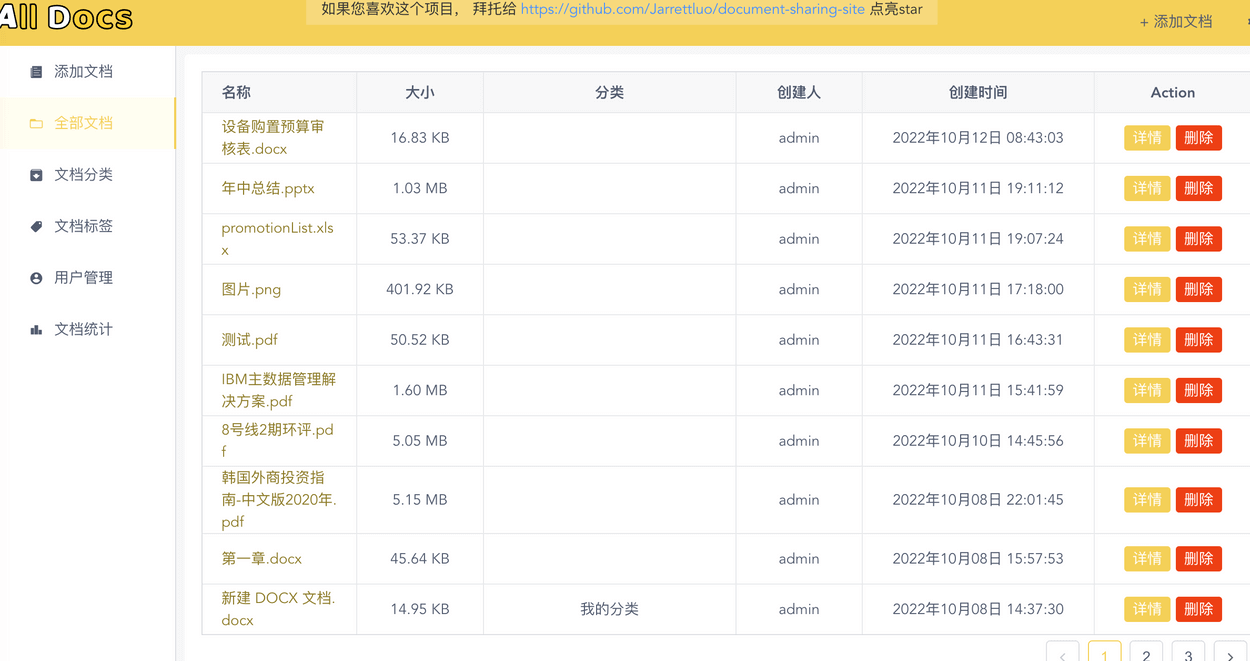 All Docs
如果您喜欢这个项目， 拜托给 https://github.com/Jarrettluo/document-sharing-site 点亮star
+ 添加文档
添加文档
全部文档
文档分类
文档标签
用户管理
文档统计
名称 大小 分类 创建人 创建时间 Action
设备购置预算审
核表.docx
16.83 KB admin 2022年10月12日 08:43:03 详情 删除
年中总结.pptx 1.03 MB admin 2022年10月11日 19:11:12 详情 删除
promotionList.xls
x
53.37 KB admin 2022年10月11日 19:07:24 详情 删除
图片.png 401.92 KB admin 2022年10月11日 17:18:00 详情 删除
测试.pdf 50.52 KB admin 2022年10月11日 16:43:31 详情 删除
IBM主数据管理解
决方案.pdf
1.60 MB admin 2022年10月11日 15:41:59 详情 删除
8号线2期环评.pd
f
5.05 MB admin 2022年10月10日 14:45:56 详情 删除
韩国外商投资指
南-中文版2020年.
pdf
5.15 MB admin 2022年10月08日 22:01:45 详情 删除
第一章.docx 45.64 KB admin 2022年10月08日 15:57:53 详情 删除
新建 DOCX 文档.
docx
14.95 KB 我的分类 admin 2022年10月08日 14:37:30 详情 删除
< 1 2 3 >